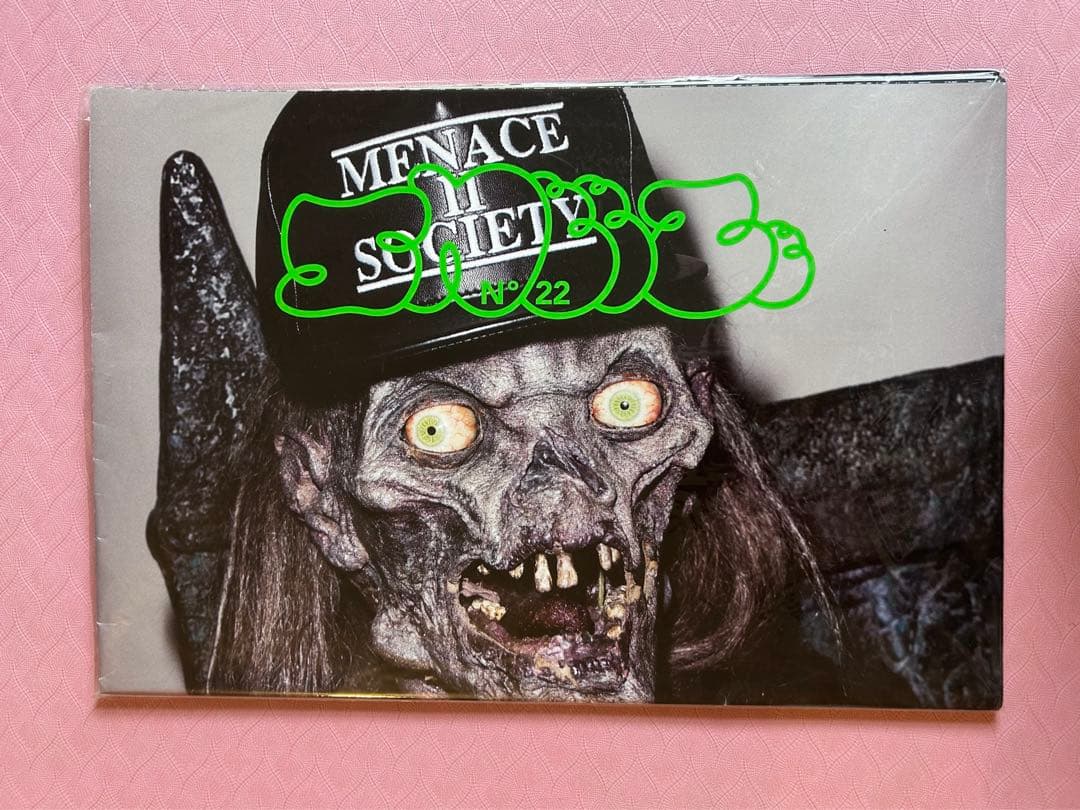 MENACE
II
SOCIETY
N° 22